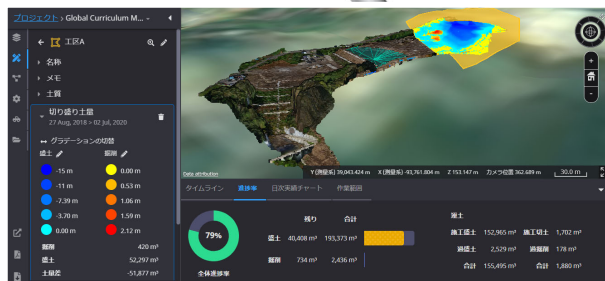 プロジェクト > Global Curriculum M...
工区A
名称
メモ
土質
切り盛り土量
27 Aug, 2018 > 02 Jul, 2020
グラデーションの切替
盛土 掘削
-15 m 0.00 m
-11 m 0.53 m
-7.39 m 1.06 m
-3.70 m 1.59 m
0.00 m 2.12 m
掘削 420 m³
盛土 52,297 m³
土量差 -51,877 m³
Data attribution
Y (測量系) 39,043.424 m X (測量系) -93,761.804 m Z 153.147 m カメラ位置 362.689 m 30.0 m
タイムライン 進捗率 日次実績チャート 作業範囲
79%
全体進捗率
残り 合計
盛土 40,408 m³ 193,373 m³
掘削 734 m³ 2,436 m³
運土
施工盛土 152,965 m³ 施工切土 1,702 m³
過盛土 2,529 m³ 過掘削 178 m³
合計 155,495 m³ 合計 1,880 m³